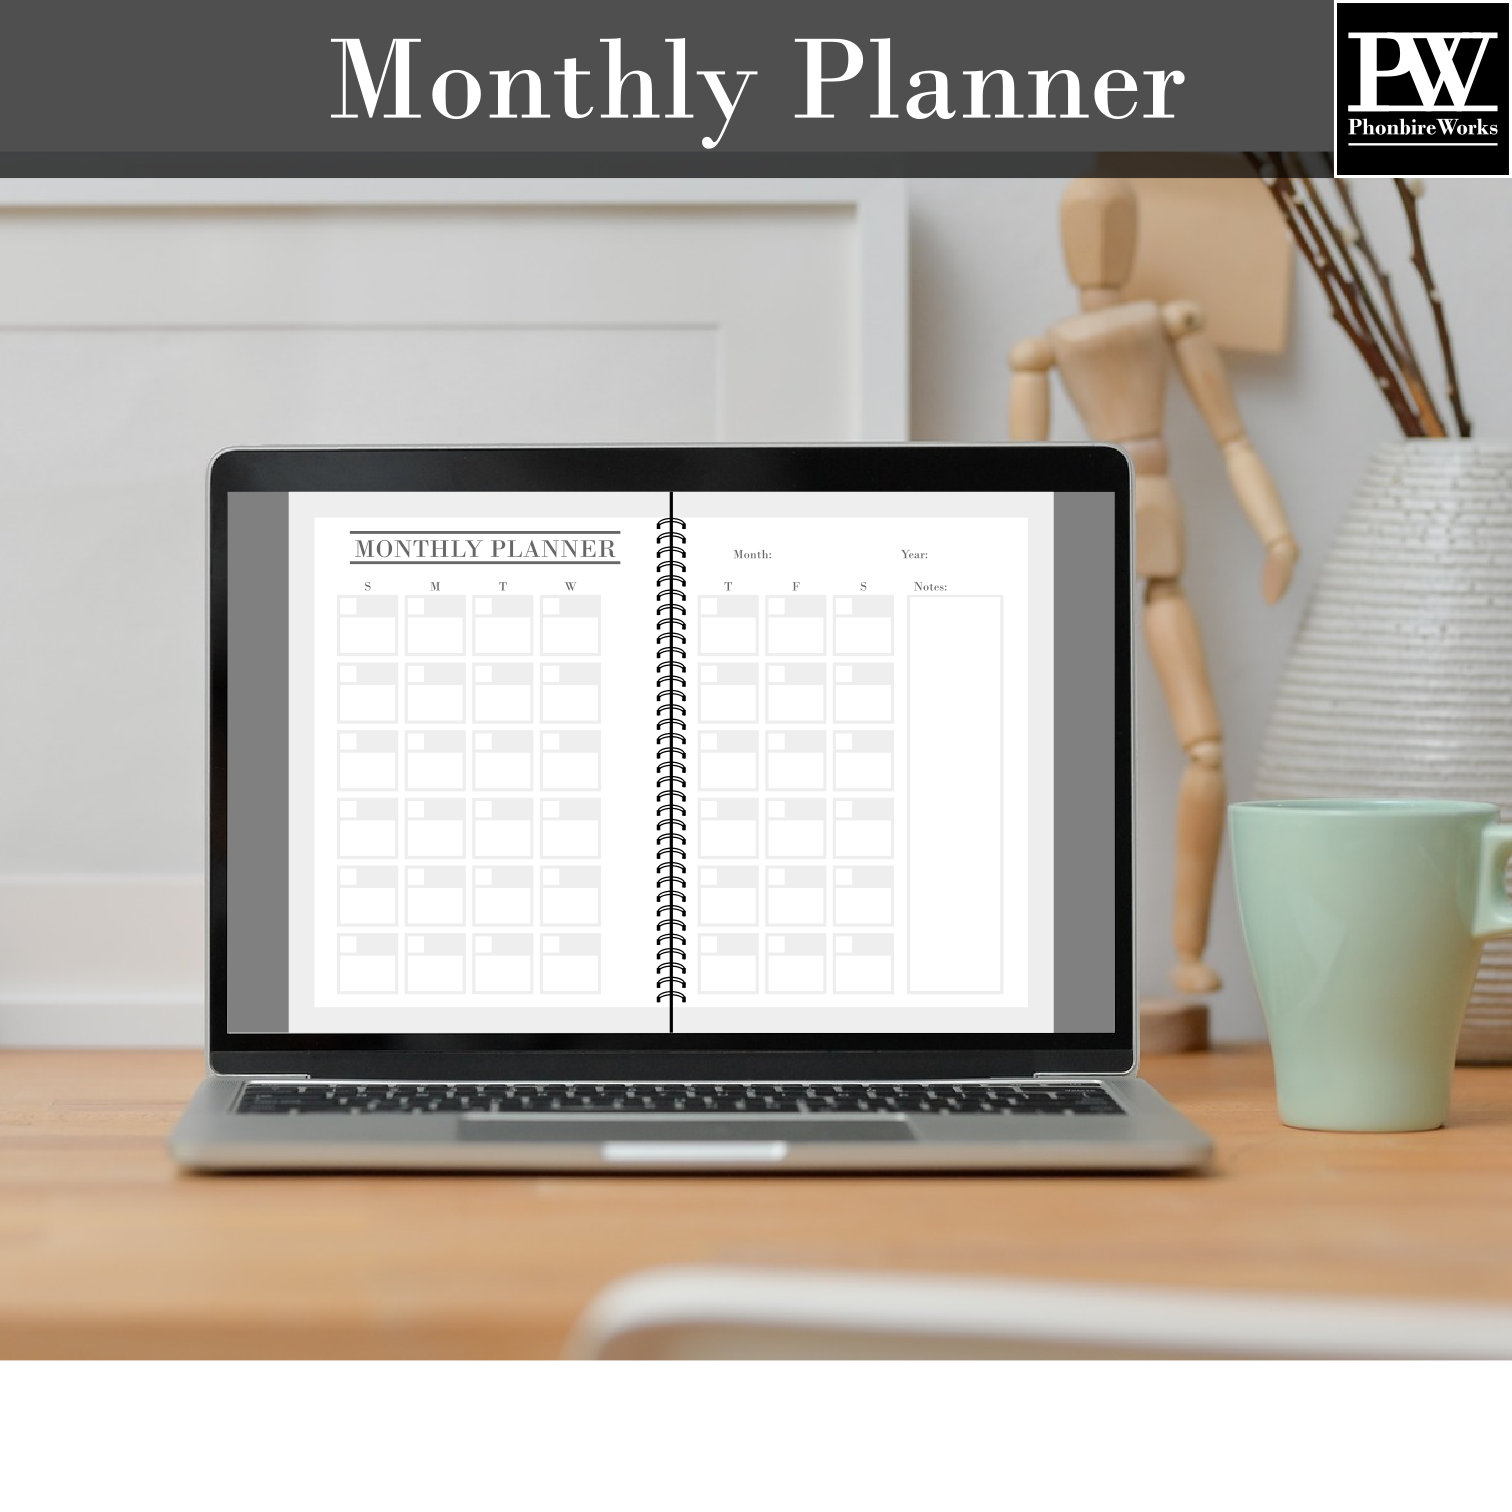 Monthly Planner
PW
PhonbireWorks
MONTHLY PLANNER
Month: Year:
S M T W T F S Notes: